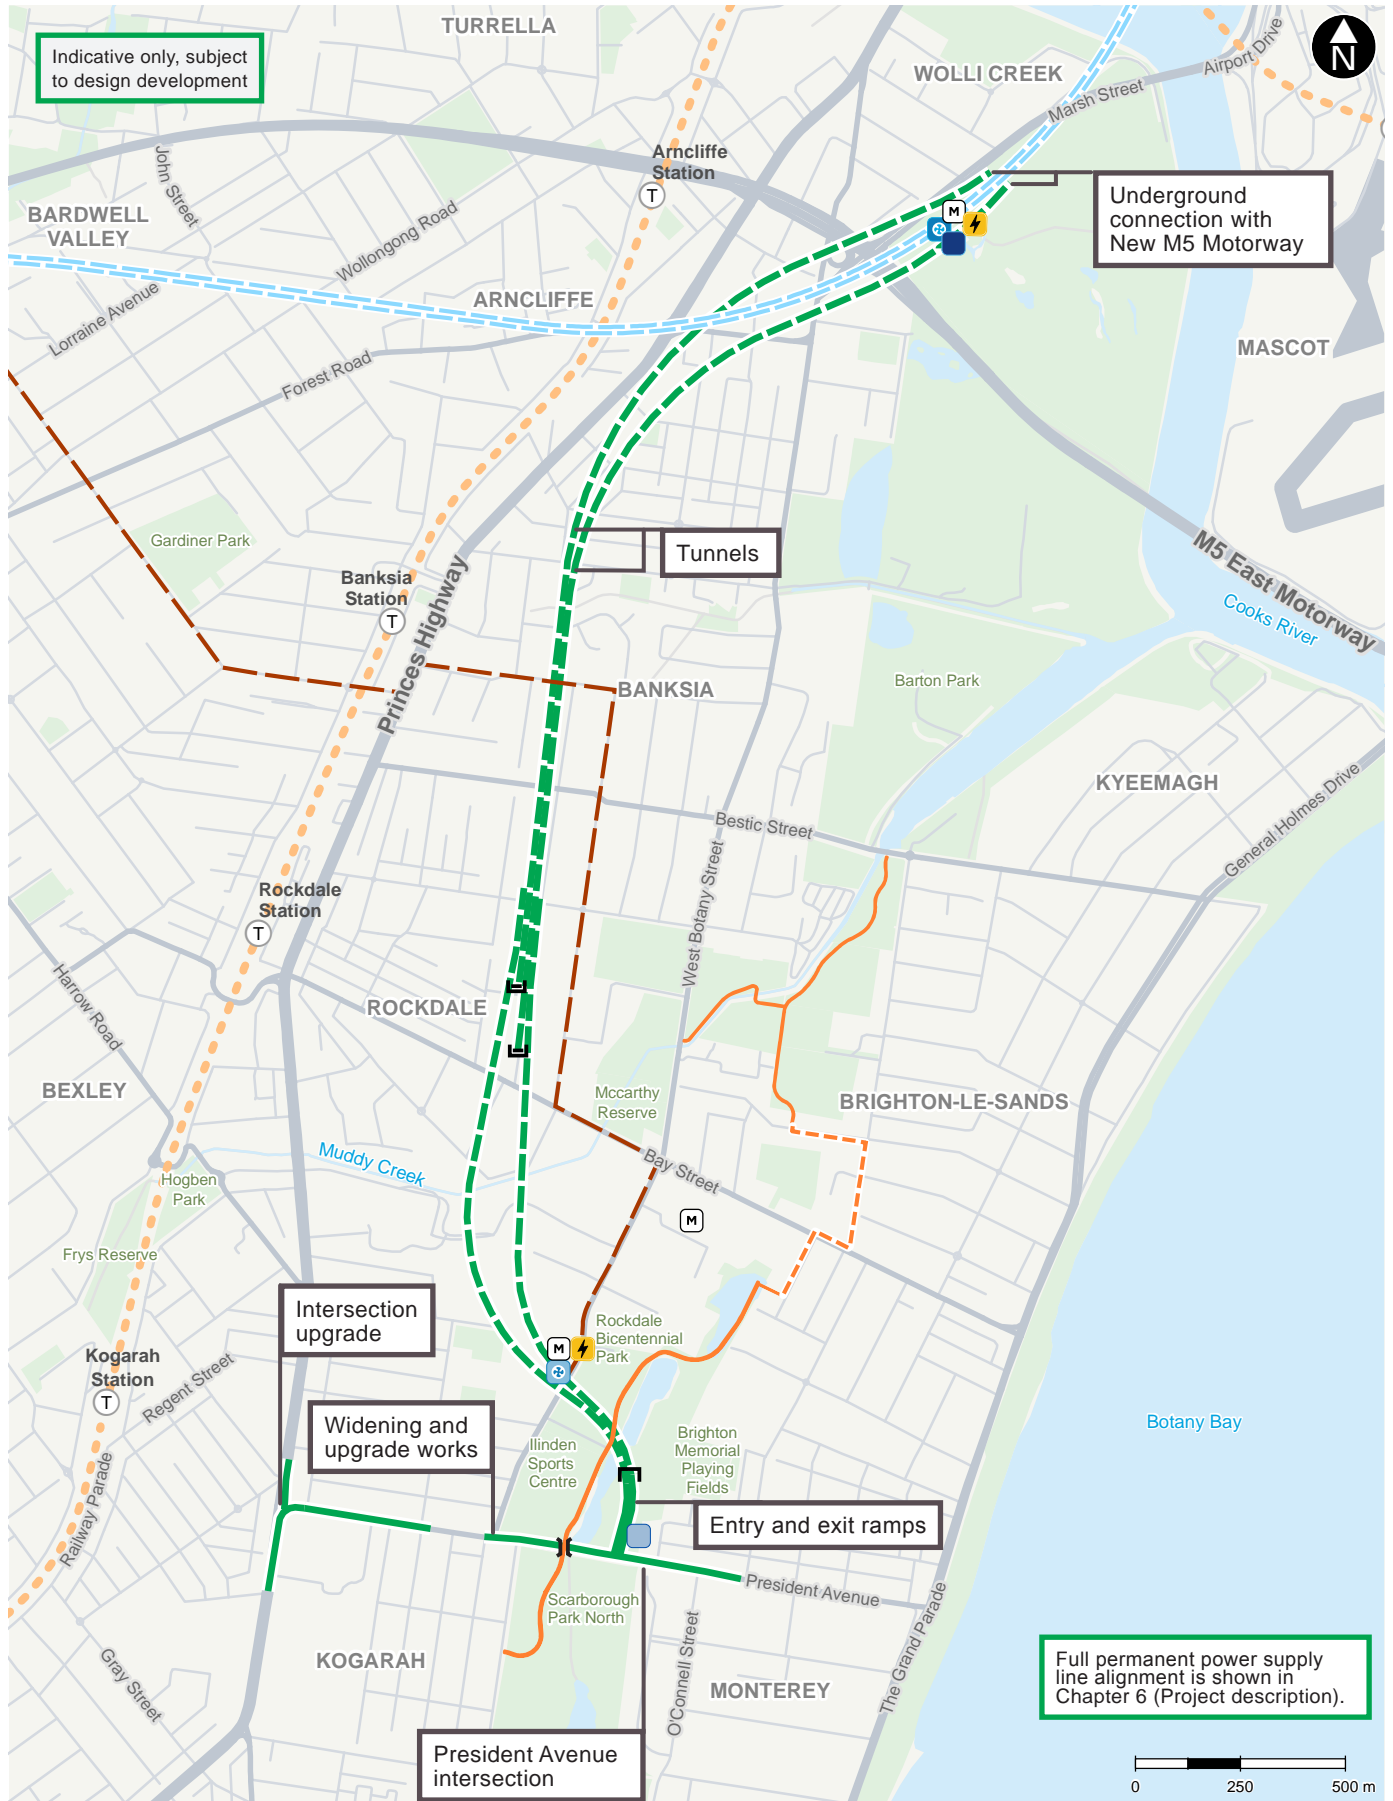 TURRELLA
Indicative only, subject
to design development
N
Airport Drive
WOLLI CREEK
Marsh Street
John Street
Arncliffe
Station
T
Underground
connection with
New M5 Motorway
BARDWELL
VALLEY
Wollongong Road
M
ARNCLIFFE
Lorraine Avenue
MASCOT
Forest Road
Gardiner Park
Tunnels
M5 East Motorway
Banksia
Station
T
Princes Highway
Cooks River
BANKSIA
Barton Park
KYEEMAGH
Bestic Street
General Holmes Drive
West Botany Street
Rockdale
Station
T
Harrow Road
ROCKDALE
BEXLEY
Mccarthy
Reserve
BRIGHTON-LE-SANDS
Muddy Creek
Bay Street
Hogben
Park
M
Frys Reserve
Intersection
upgrade
Rockdale
Bicentennial
Park
M
Kogarah
Station
T
Regent Street
Widening and
upgrade works
Botany Bay
Ilinden
Sports
Centre
Brighton
Memorial
Playing
Fields
Railway Parade
Entry and exit ramps
President Avenue
Scarborough
Park North
The Grand Parade
O'Connell Street
KOGARAH
Gray Street
MONTEREY
Full permanent power supply
line alignment is shown in
Chapter 6 (Project description).
President Avenue
intersection
0 250 500 m